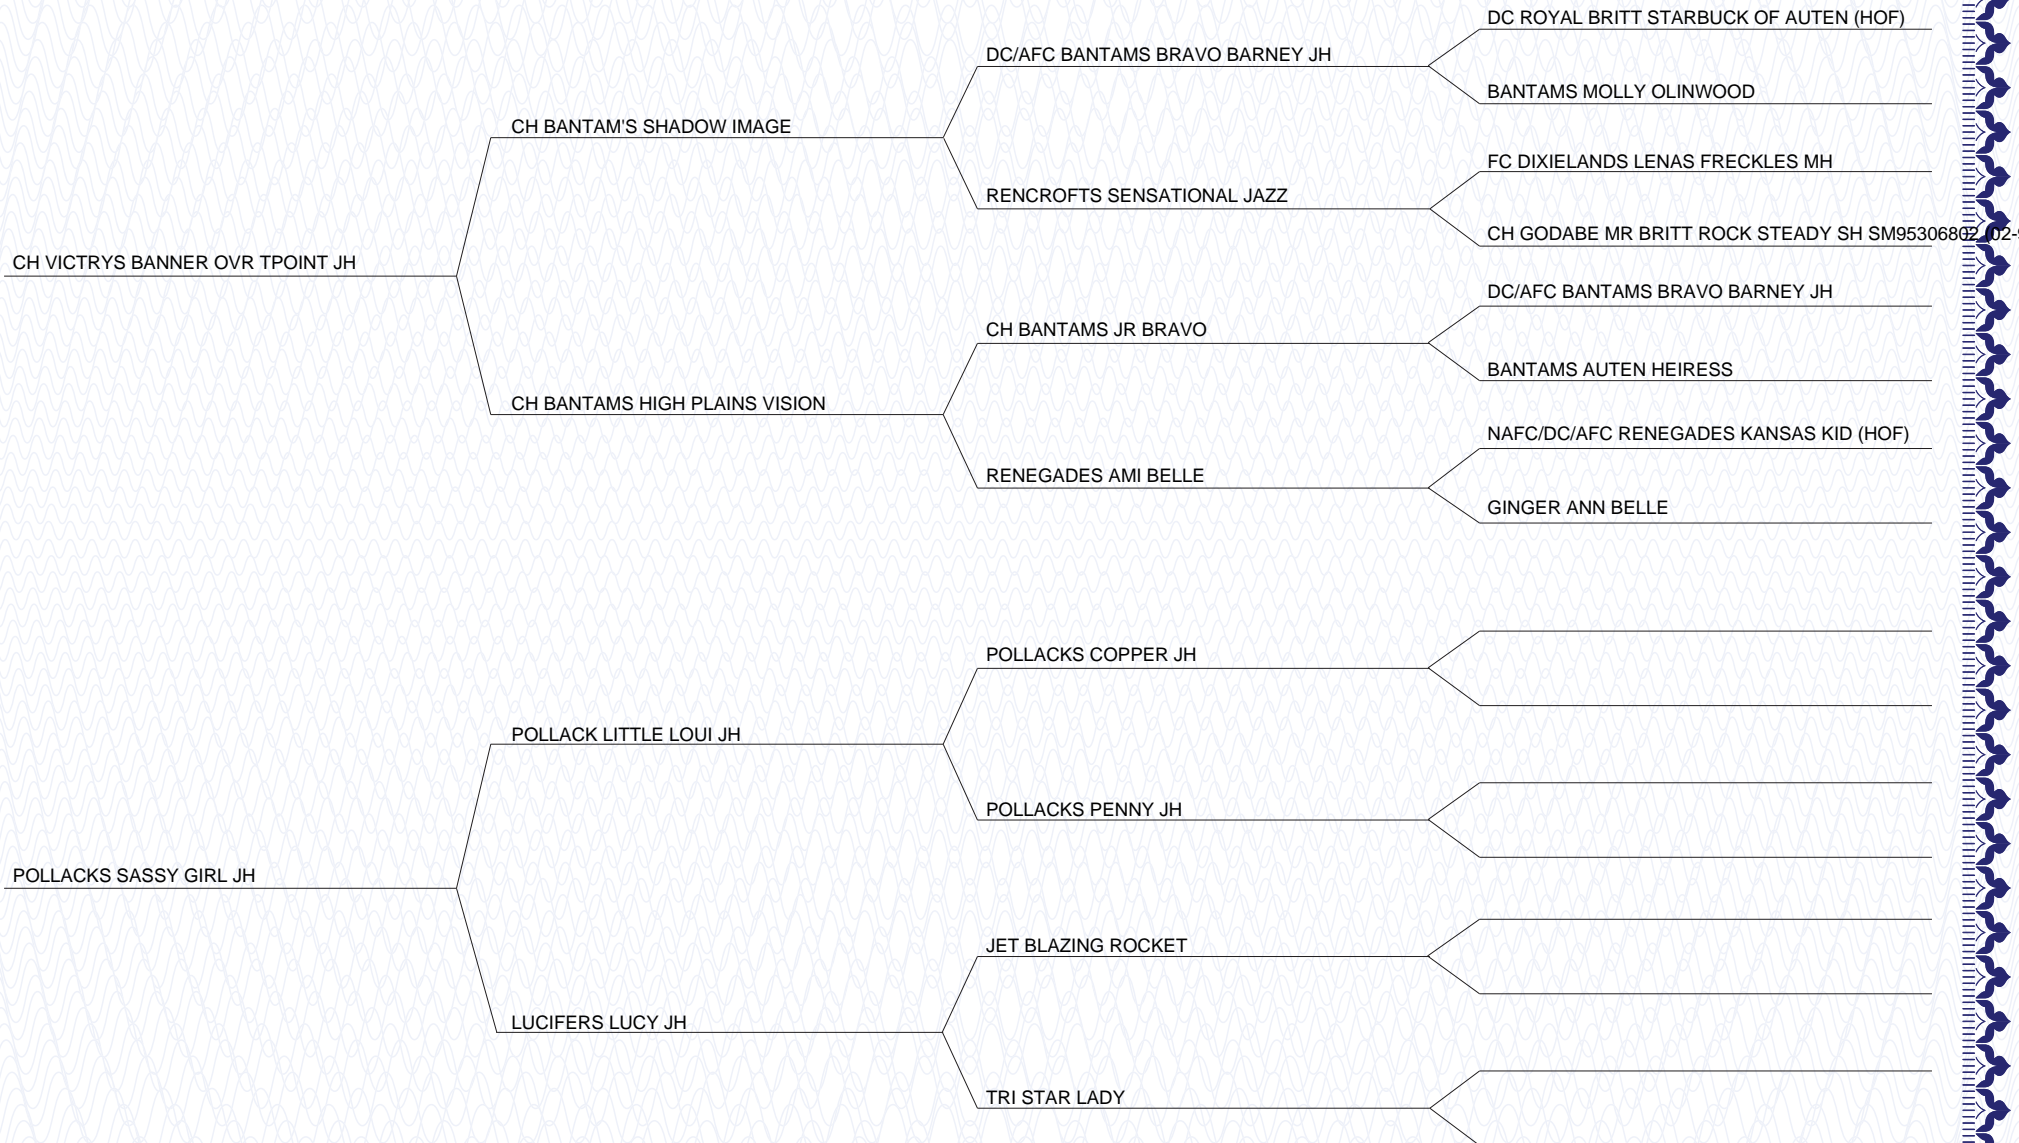 DC ROYAL BRITT STARBUCK OF AUTEN (HOF)
DC/AFC BANTAMS BRAVO BARNEY JH
BANTAMS MOLLY OLINWOOD
CH BANTAM'S SHADOW IMAGE
FC DIXIELANDS LENAS FRECKLES MH
RENCROFTS SENSATIONAL JAZZ
CH GODABE MR BRITT ROCK STEADY SH SM95306802 (02-
CH VICTRYS BANNER OVR TPOINT JH
DC/AFC BANTAMS BRAVO BARNEY JH
CH BANTAMS JR BRAVO
BANTAMS AUTEN HEIRESS
CH BANTAMS HIGH PLAINS VISION
NAFC/DC/AFC RENEGADES KANSAS KID (HOF)
RENEGADES AMI BELLE
GINGER ANN BELLE
POLLACKS COPPER JH
POLLACK LITTLE LOUI JH
POLLACKS PENNY JH
POLLACKS SASSY GIRL JH
JET BLAZING ROCKET
LUCIFERS LUCY JH
TRI STAR LADY